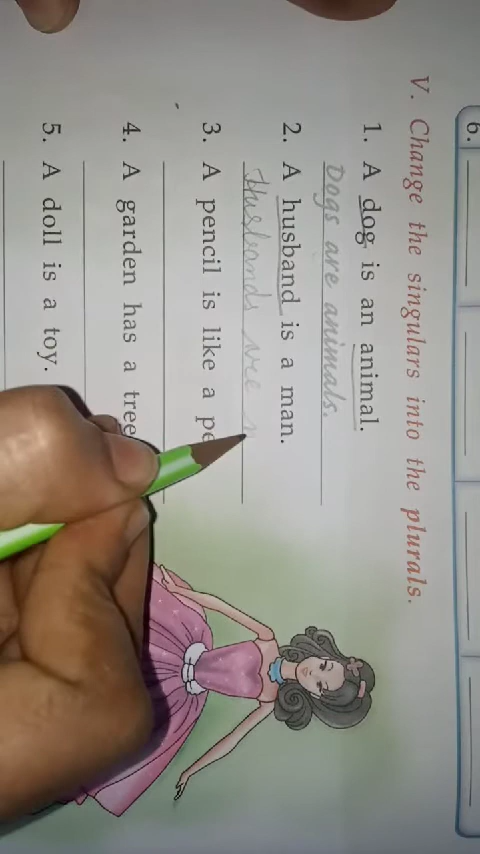 6.
V. Change the singulars into the plurals.
1. A dog is an animal.
Dogs are animals.
2. A husband is a man.
Husbands are
3. A pencil is like a
4. A garden has a tree
5. A doll is a toy.